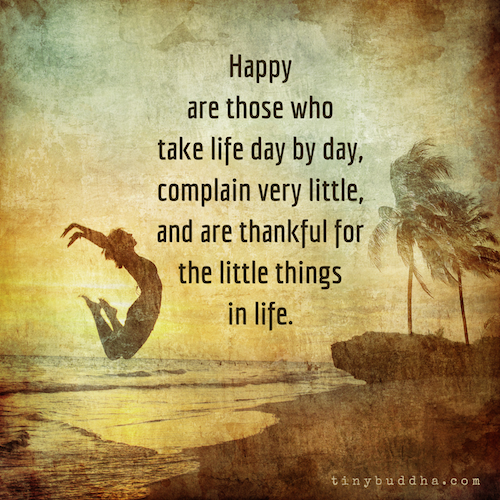 Happy
are those who
take life day by day,
complain very little,
and are thankful for
the little things
in life.
tinybuddha.com